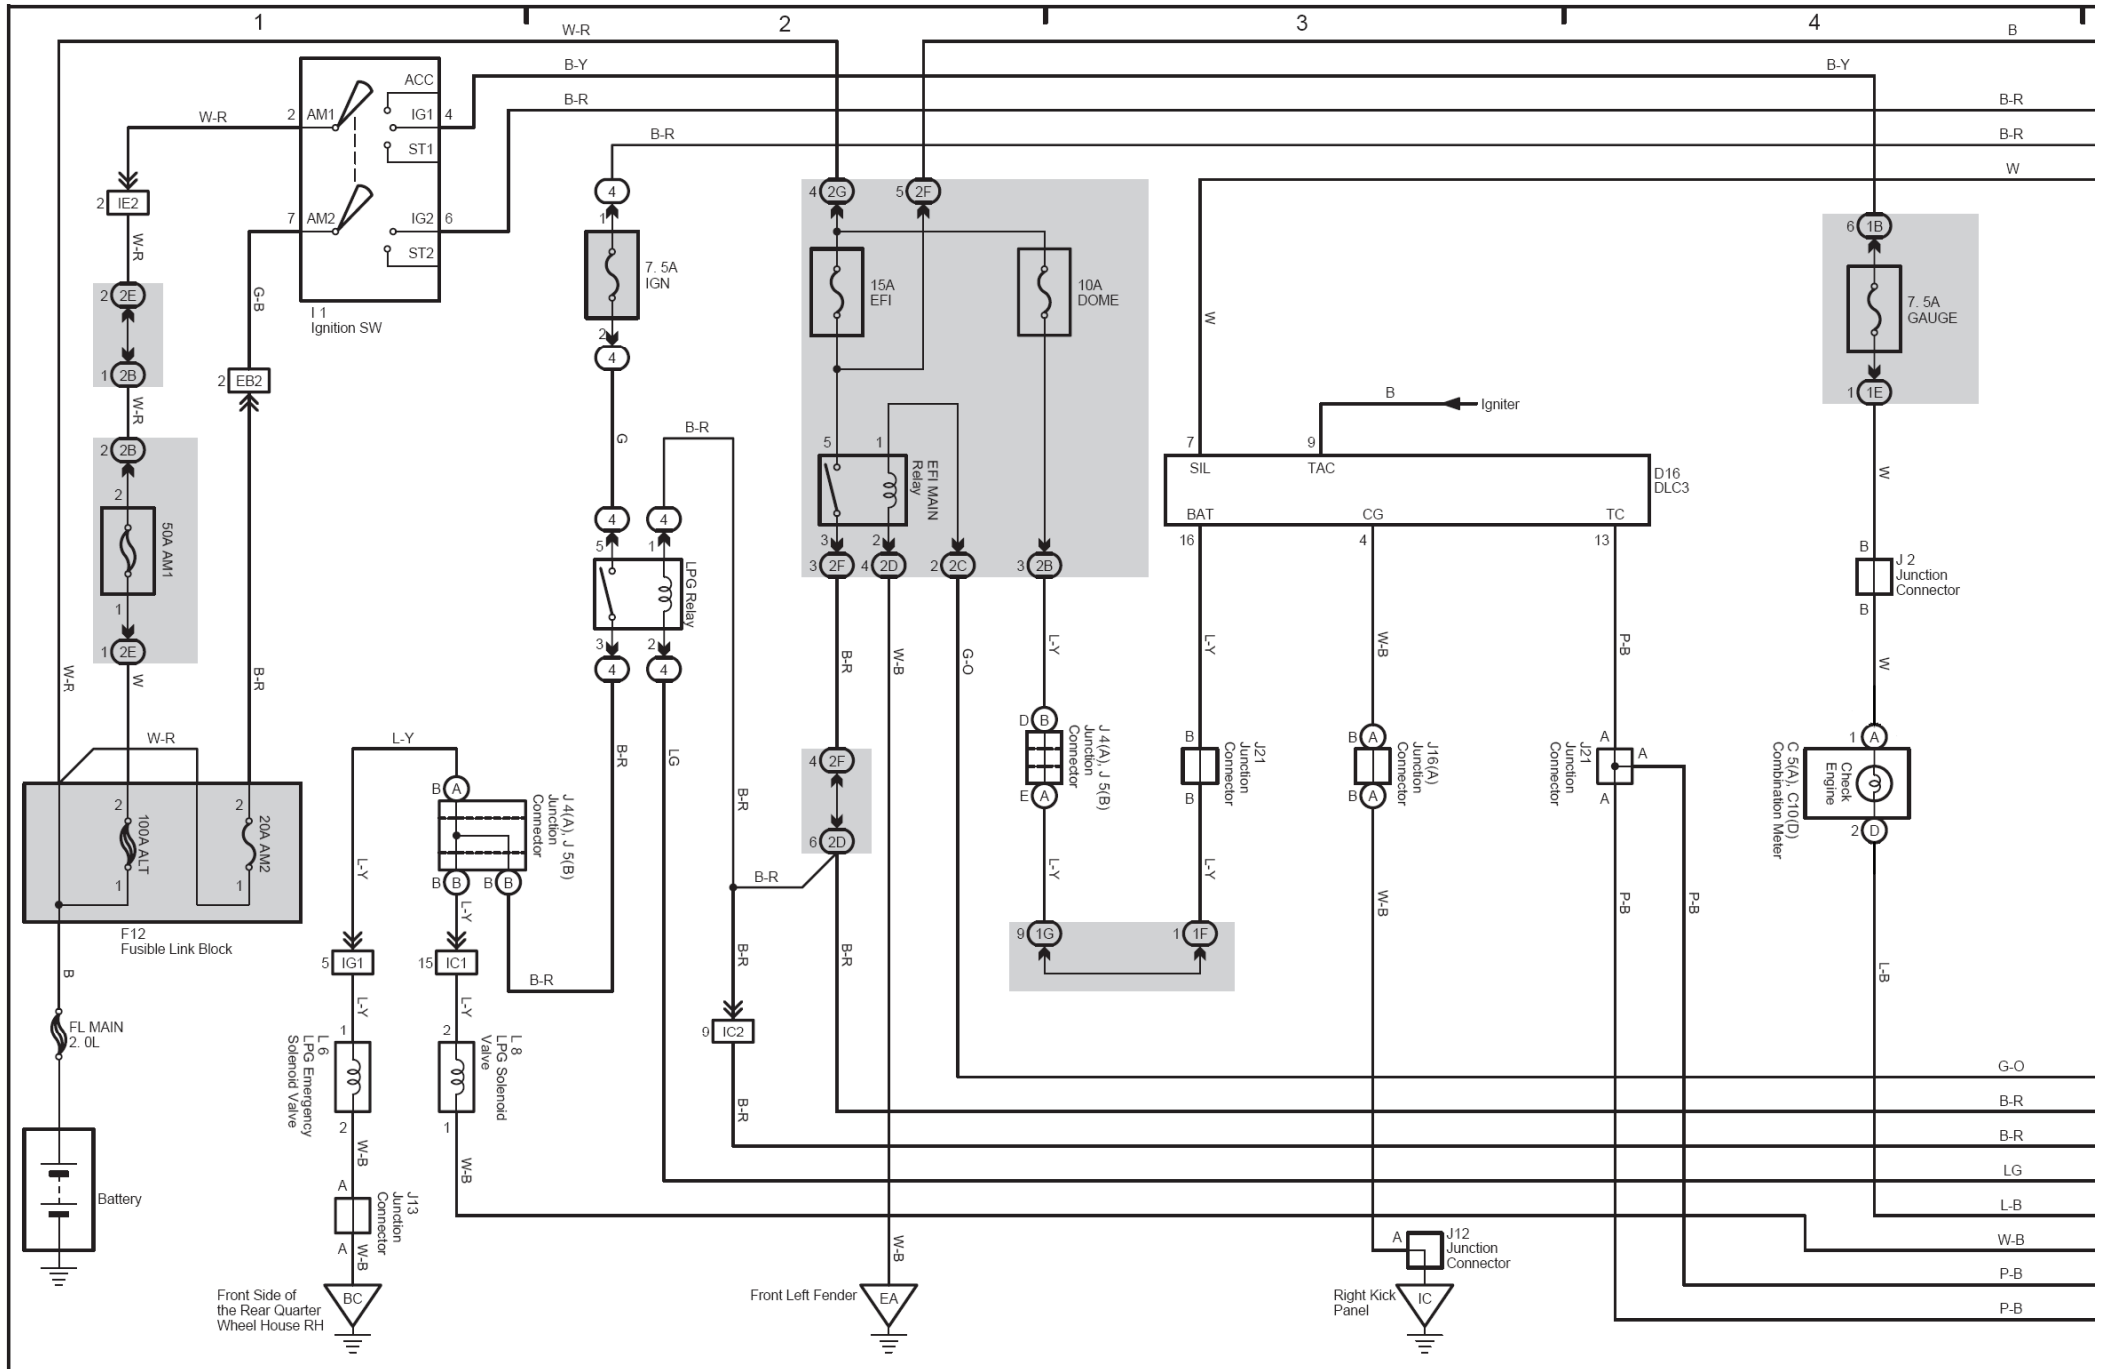 1
2
3
4
W-R
B
B-Y
B-Y
B-R
B-R
B-R
B-R
W
W-R
2
AM1
ACC
IG1
4
ST1
7
AM2
IG2
6
ST2
I 1
Ignition SW
2
IE2
W-R
2
2E
1
2B
W-R
2
2B
2
50A AM1
1
1
2E
W
G-B
2
EB2
B-R
W-R
W-R
2
100A ALT
1
2
20A AM2
1
F12
Fusible Link Block
B
FL MAIN
2. 0L
Battery
4
1
7. 5A
IGN
2
4
G
4
4
5
1
LPG Relay
3
2
4
4
B-R
B-R
LG
L-Y
B
A
J 4(A), J 5(B)
Junction
Connector
B
B
B
B
L-Y
L-Y
5
IG1
15
IC1
B-R
L-Y
L-Y
1
L 6
LPG Emergency
Solenoid Valve
2
2
L 8
LPG Solenoid
Valve
1
W-B
W-B
A
J13
Junction
Connector
A
W-B
Front Side of
the Rear Quarter
Wheel House RH
BC
4
2G
5
2F
15A
EFI
10A
DOME
5
1
EFI MAIN
Relay
3
2
3
2F
4
2D
2
2C
3
2B
B-R
W-B
G-O
L-Y
B-R
4
2F
6
2D
B-R
B-R
B-R
9
IC2
B-R
W-B
Front Left Fender
EA
D
B
J 4(A), J 5(B)
Junction
Connector
E
A
L-Y
9
1G
1
1F
W
B
Igniter
7
9
SIL
TAC
D16
DLC3
BAT
CG
TC
16
4
13
L-Y
W-B
P-B
B
J21
Junction
Connector
B
L-Y
B
A
J16(A)
Junction
Connector
B
A
W-B
A
J21
Junction
Connector
A
A
P-B
P-B
A
J12
Junction
Connector
Right Kick
Panel
IC
6
1B
7. 5A
GAUGE
1
1E
W
B
J 2
Junction
Connector
B
W
1
A
Check
Engine
C 5(A), C10(D)
Combination Meter
2
D
L-B
G-O
B-R
B-R
LG
L-B
W-B
P-B
P-B